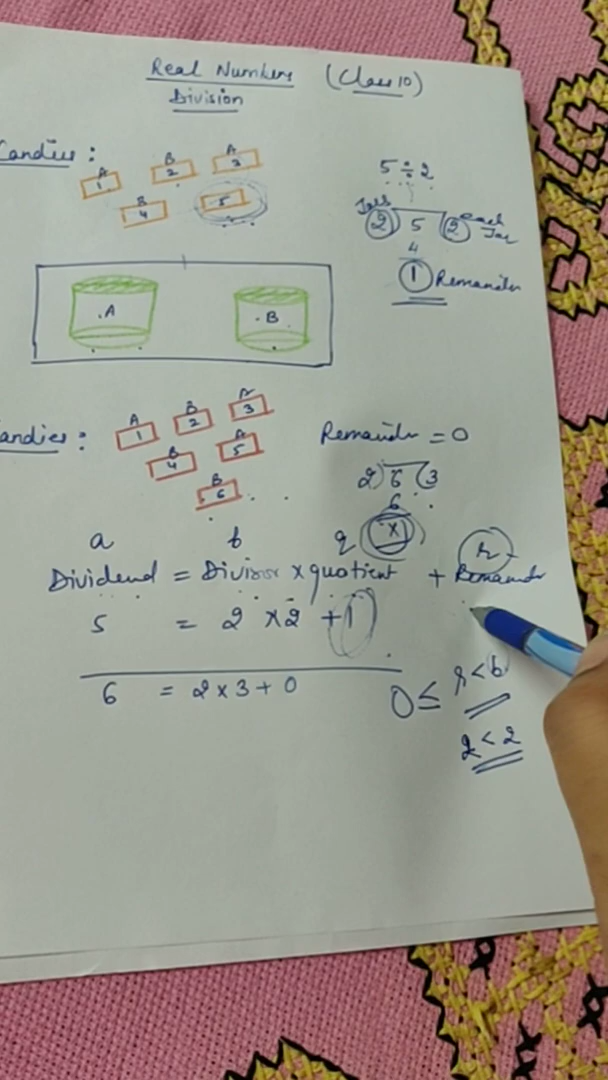 Real Numbers (Class 10)
Division
Candies :
A 1
B 2
A 3
B 4
5
5 ÷ 2
Jars each Jar
2) 5 (2
4
1 Remainder
A
B
andies :
A 1
B 2
A 3
B 4
A 5
B 6
Remainder = 0
2) 6 (3
6
x
a b q r
Dividend = Divisor x quotient + Remainder
5 = 2 x 2 + 1
6 = 2 x 3 + 0
0 ≤ r < b
2 < 2